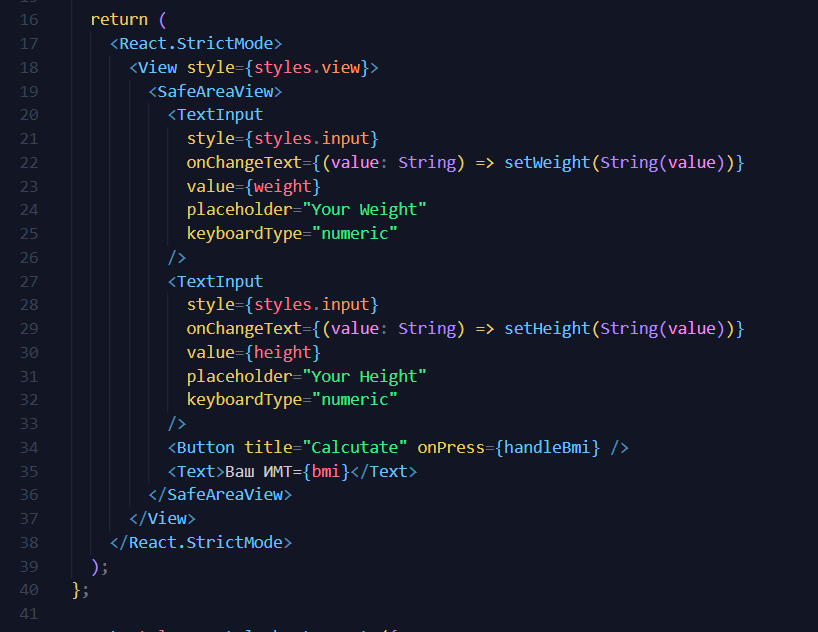 16 return (
17 <React.StrictMode>
18 <View style={styles.view}>
19 <SafeAreaView>
20 <TextInput
21 style={styles.input}
22 onChangeText={(value: String) => setWeight(String(value))}
23 value={weight}
24 placeholder="Your Weight"
25 keyboardType="numeric"
26 />
27 <TextInput
28 style={styles.input}
29 onChangeText={(value: String) => setHeight(String(value))}
30 value={height}
31 placeholder="Your Height"
32 keyboardType="numeric"
33 />
34 <Button title="Calcutate" onPress={handleBmi} />
35 <Text>Ваш ИМТ={bmi}</Text>
36 </SafeAreaView>
37 </View>
38 </React.StrictMode>
39 );
40 };
41